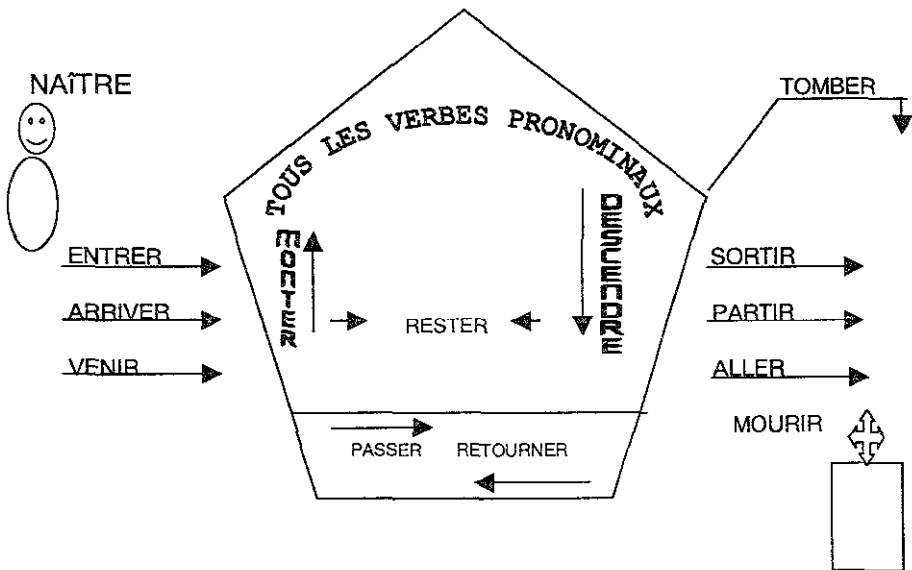 NAîTRE
TOMBER
TOUS LES VERBES PRONOMINAUX
MONTER
DESCENDRE
ENTRER
SORTIR
ARRIVER
RESTER
PARTIR
VENIR
ALLER
MOURIR
PASSER
RETOURNER